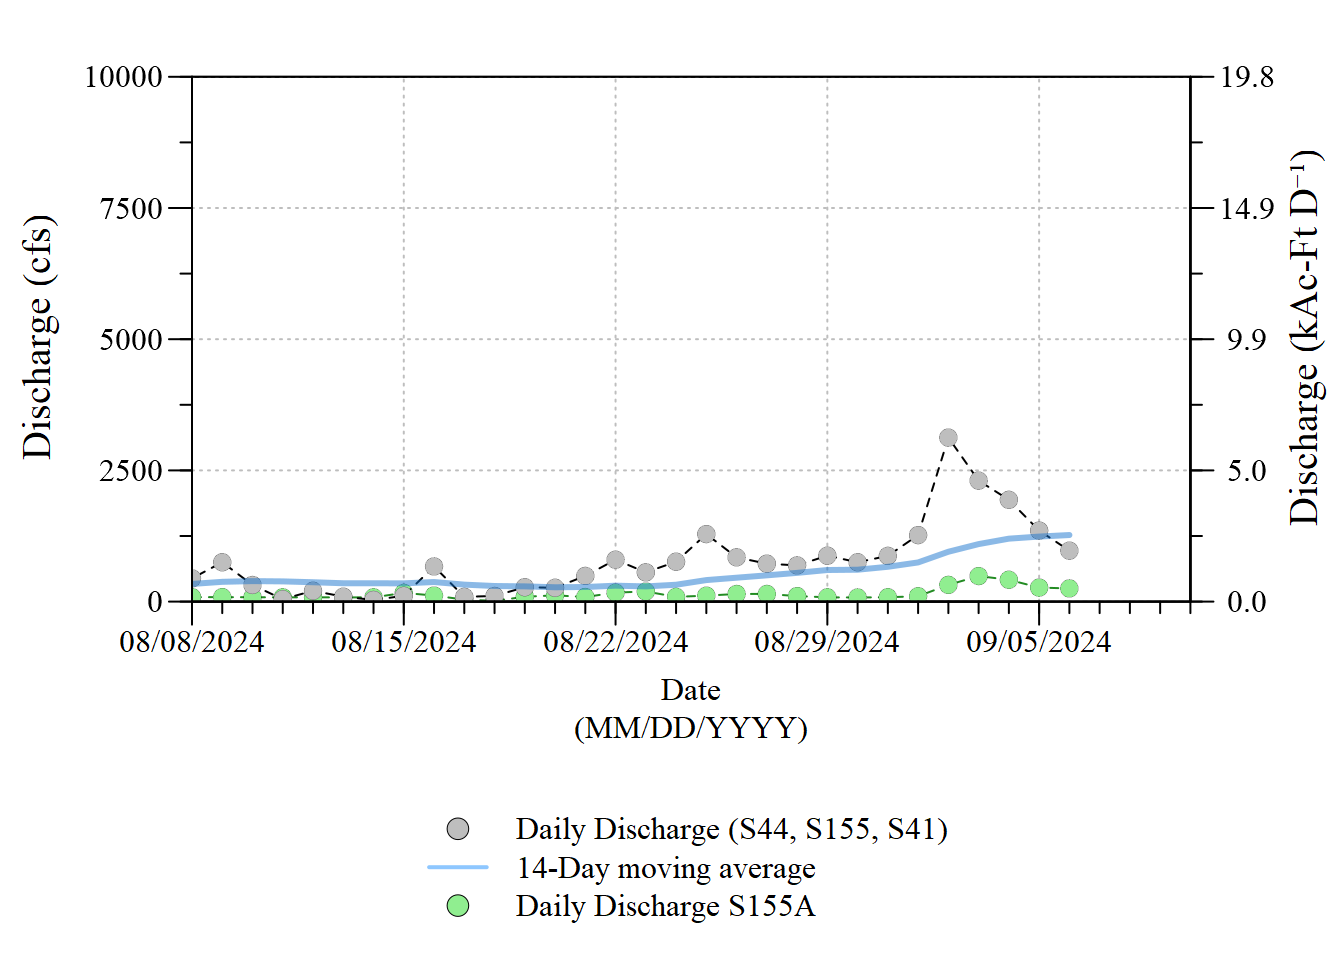 10000
7500
5000
2500
0
Discharge (cfs)
19.8
14.9
9.9
5.0
0.0
Discharge (kAc-Ft D⁻¹)
08/08/2024
08/15/2024
08/22/2024
08/29/2024
09/05/2024
Date
(MM/DD/YYYY)
Daily Discharge (S44, S155, S41)
14-Day moving average
Daily Discharge S155A